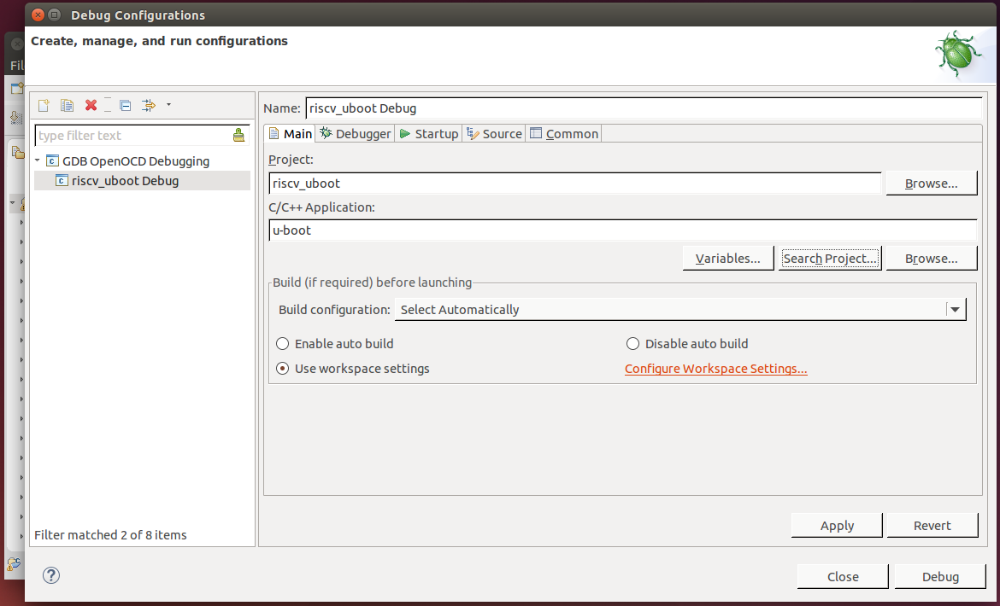 Debug Configurations
Create, manage, and run configurations
Fil
Name: riscv_uboot Debug
type filter text
GDB OpenOCD Debugging
riscv_uboot Debug
Filter matched 2 of 8 items
Main Debugger Startup Source Common
Project:
riscv_uboot Browse...
C/C++ Application:
u-boot
Variables... Search Project... Browse...
Build (if required) before launching
Build configuration: Select Automatically
Enable auto build Disable auto build
Use workspace settings Configure Workspace Settings...
Apply Revert
? Close Debug